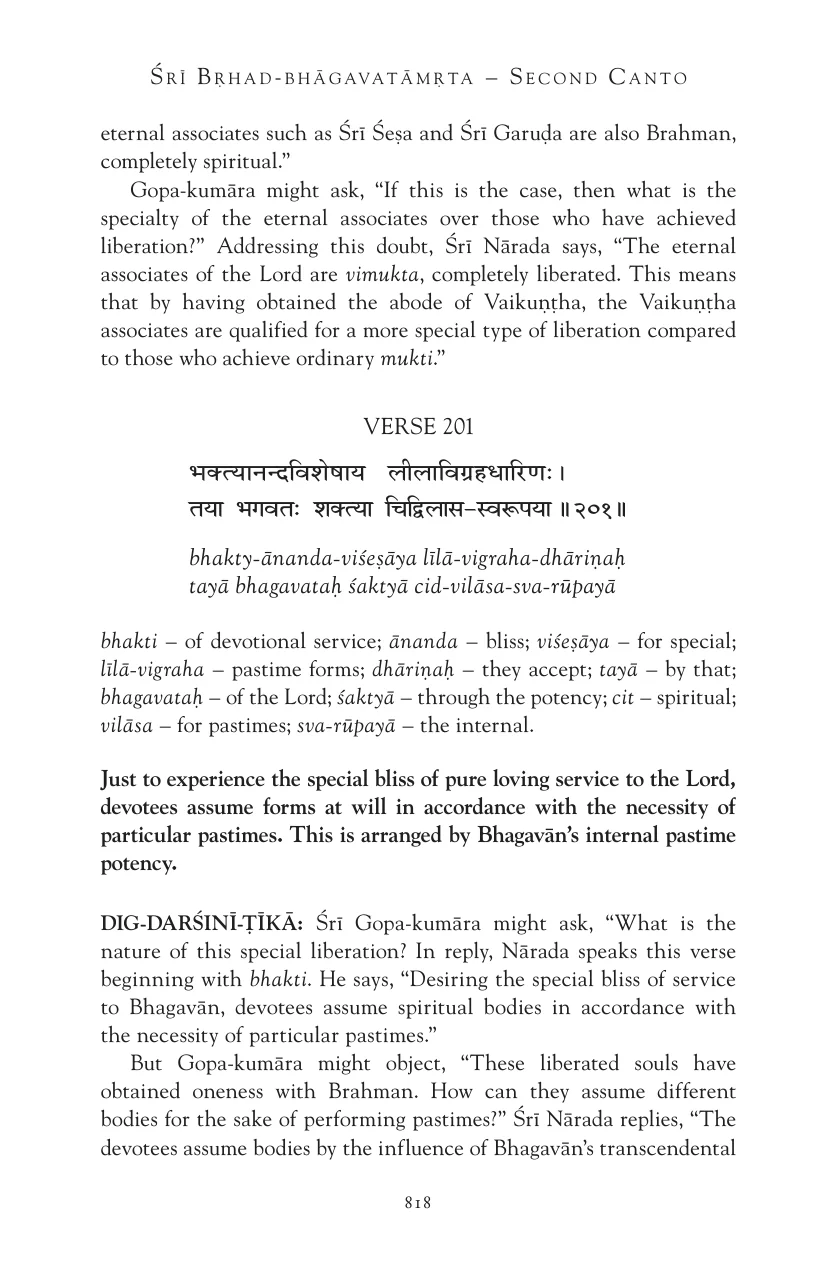 ŚRĪ BṚHAD-BHĀGAVATĀMṚTA – SECOND CANTO
eternal associates such as Śrī Śeṣa and Śrī Garuḍa are also Brahman,
completely spiritual.”
Gopa-kumāra might ask, “If this is the case, then what is the
specialty of the eternal associates over those who have achieved
liberation?” Addressing this doubt, Śrī Nārada says, “The eternal
associates of the Lord are vimukta, completely liberated. This means
that by having obtained the abode of Vaikuṇṭha, the Vaikuṇṭha
associates are qualified for a more special type of liberation compared
to those who achieve ordinary mukti.”
VERSE 201
भक्त्यानन्दविशेषाय लीलाविग्रहधारिणः।
तया भगवतः शक्त्या चिद्विलास–स्वरूपया॥२०१॥
bhakty-ānanda-viśeṣāya līlā-vigraha-dhāriṇaḥ
tayā bhagavataḥ śaktyā cid-vilāsa-sva-rūpayā
bhakti – of devotional service; ānanda – bliss; viśeṣāya – for special;
līlā-vigraha – pastime forms; dhāriṇaḥ – they accept; tayā – by that;
bhagavataḥ – of the Lord; śaktyā – through the potency; cit – spiritual;
vilāsa – for pastimes; sva-rūpayā – the internal.
Just to experience the special bliss of pure loving service to the Lord,
devotees assume forms at will in accordance with the necessity of
particular pastimes. This is arranged by Bhagavān’s internal pastime
potency.
DIG-DARŚINĪ-ṬĪKĀ: Śrī Gopa-kumāra might ask, “What is the
nature of this special liberation? In reply, Nārada speaks this verse
beginning with bhakti. He says, “Desiring the special bliss of service
to Bhagavān, devotees assume spiritual bodies in accordance with
the necessity of particular pastimes.”
But Gopa-kumāra might object, “These liberated souls have
obtained oneness with Brahman. How can they assume different
bodies for the sake of performing pastimes?” Śrī Nārada replies, “The
devotees assume bodies by the influence of Bhagavān’s transcendental
818